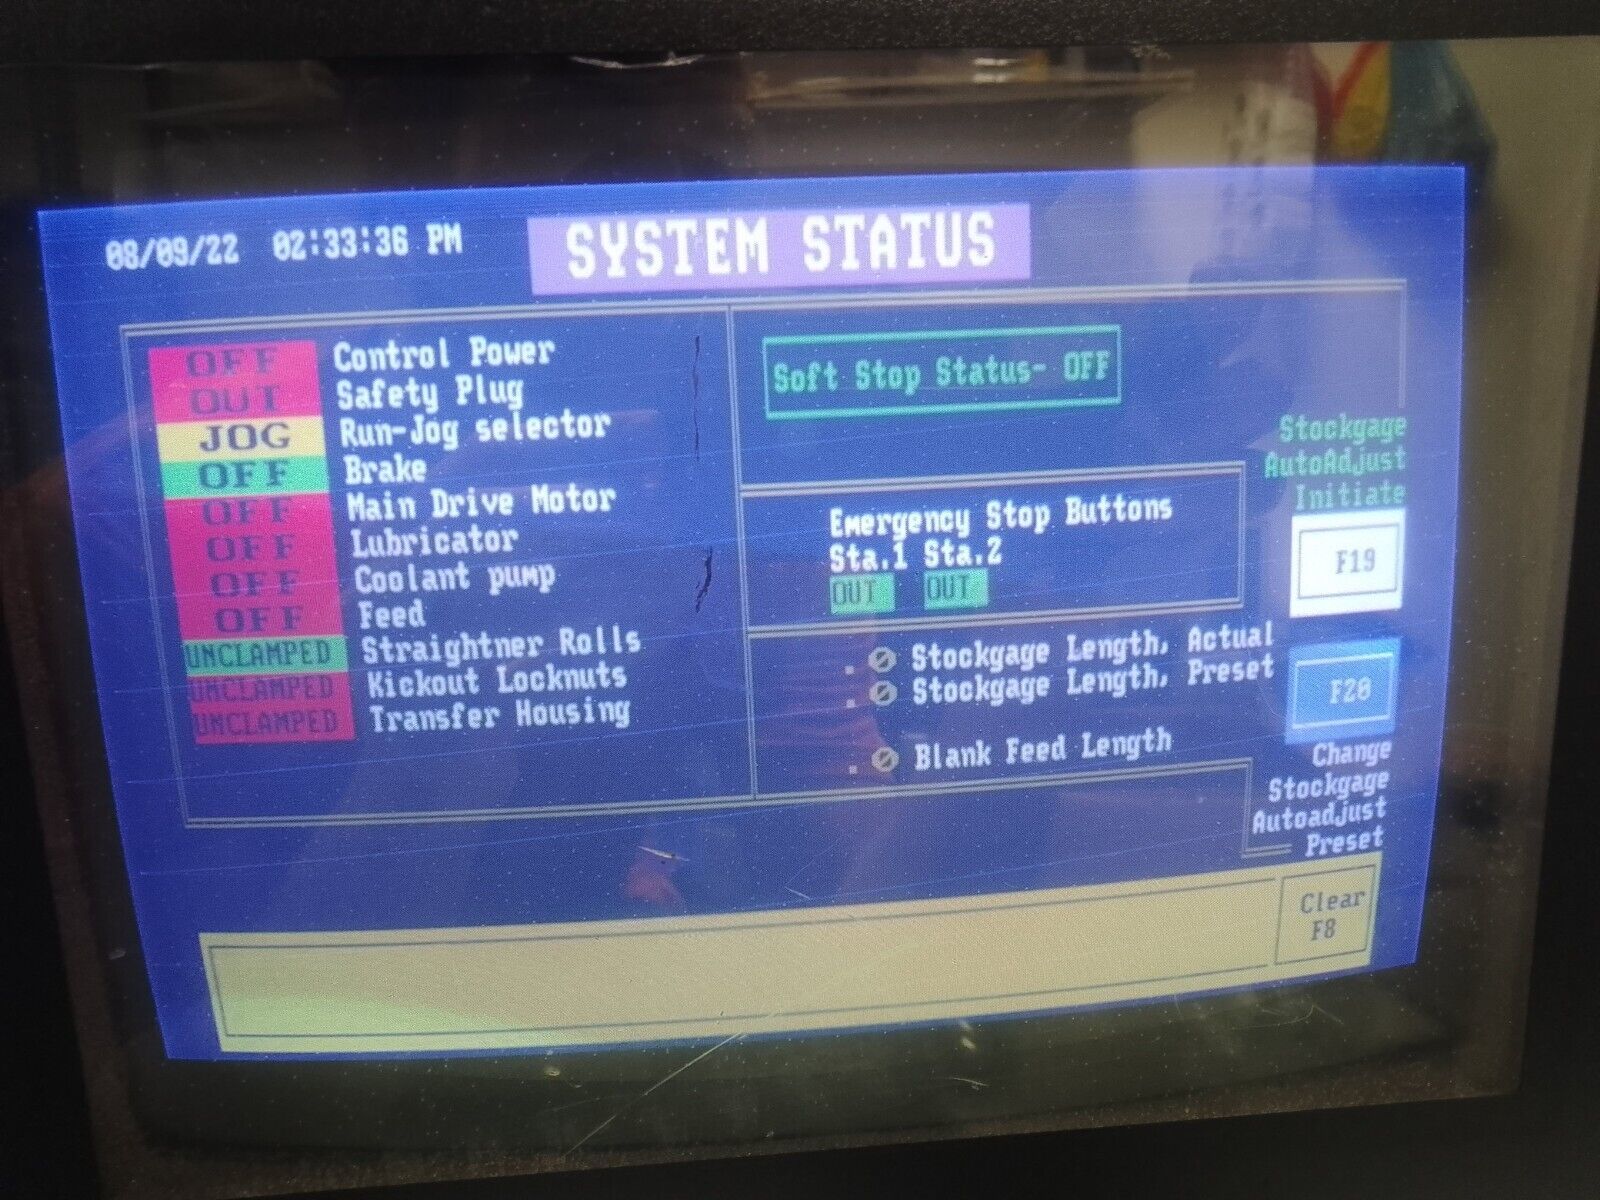 08/09/22 02:33:36 PM
SYSTEM STATUS
OFF Control Power
OUT Safety Plug
JOG Run-Jog selector
OFF Brake
OFF Main Drive Motor
OFF Lubricator
OFF Coolant pump
OFF Feed
UNCLAMPED Straightner Rolls
UNCLAMPED Kickout Locknuts
UNCLAMPED Transfer Housing
Soft Stop Status- OFF
Emergency Stop Buttons
Sta.1 Sta.2
OUT OUT
. 0 Stockgage Length, Actual
. 0 Stockgage Length, Preset
. 0 Blank Feed Length
Stockgage
AutoAdjust
Initiate
F19
F20
Change
Stockgage
Autoadjust
Preset
Clear
F8